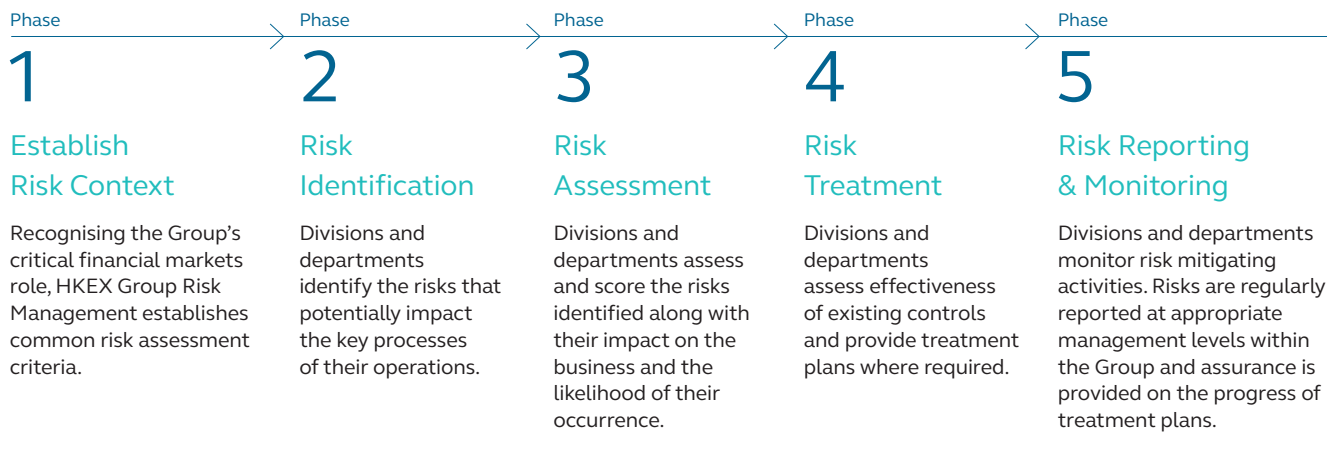 Phase
1
Establish
Risk Context
Recognising the Group's
critical financial markets
role, HKEX Group Risk
Management establishes
common risk assessment
criteria.
Phase
2
Risk
Identification
Divisions and
departments
identify the risks that
potentially impact
the key processes
of their operations.
Phase
3
Risk
Assessment
Divisions and
departments assess
and score the risks
identified along with
their impact on the
business and the
likelihood of their
occurrence.
Phase
4
Risk
Treatment
Divisions and
departments
assess effectiveness
of existing controls
and provide treatment
plans where required.
Phase
5
Risk Reporting
& Monitoring
Divisions and departments
monitor risk mitigating
activities. Risks are regularly
reported at appropriate
management levels within
the Group and assurance is
provided on the progress of
treatment plans.